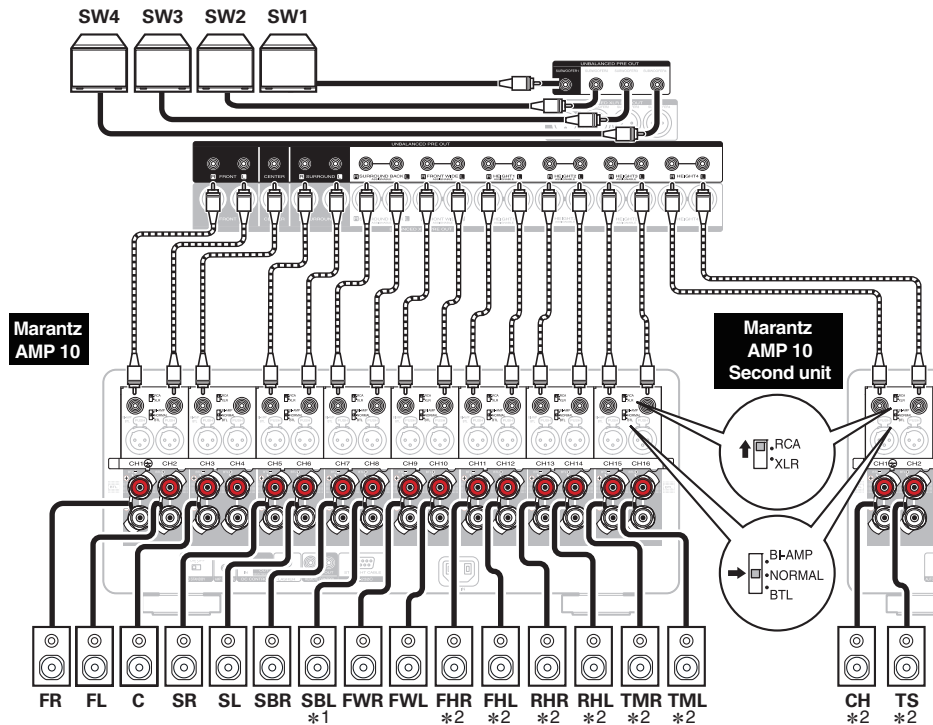 SW4 SW3 SW2 SW1
UNBALANCED PRE OUT
SUBWOOFER1
UNBALANCED PRE OUT
R FRONT L CENTER R SURROUND L R SURROUND BACK L R FRONT WIDE L R HEIGHT1 L R HEIGHT2 L R HEIGHT3 L R HEIGHT4 L
Marantz
AMP 10
Marantz
AMP 10
Second unit
RCA
XLR
CH1 CH2 CH3 CH4 CH5 CH6 CH7 CH8 CH9 CH10 CH11 CH12 CH13 CH14 CH15 CH16
CH1 CH2
BI-AMP
NORMAL
BTL
FR FL C SR SL SBR SBL FWR FWL FHR FHL RHR RHL TMR TML CH TS
*1 *2 *2 *2 *2 *2 *2 *2 *2